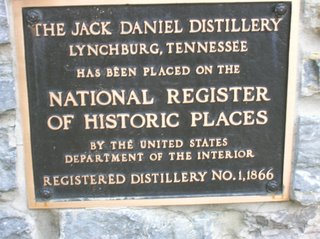 THE JACK DANIEL DISTILLERY
LYNCHBURG, TENNESSEE
HAS BEEN PLACED ON THE
NATIONAL REGISTER
OF HISTORIC PLACES
BY THE UNITED STATES
DEPARTMENT OF THE INTERIOR
REGISTERED DISTILLERY NO. 1, 1866